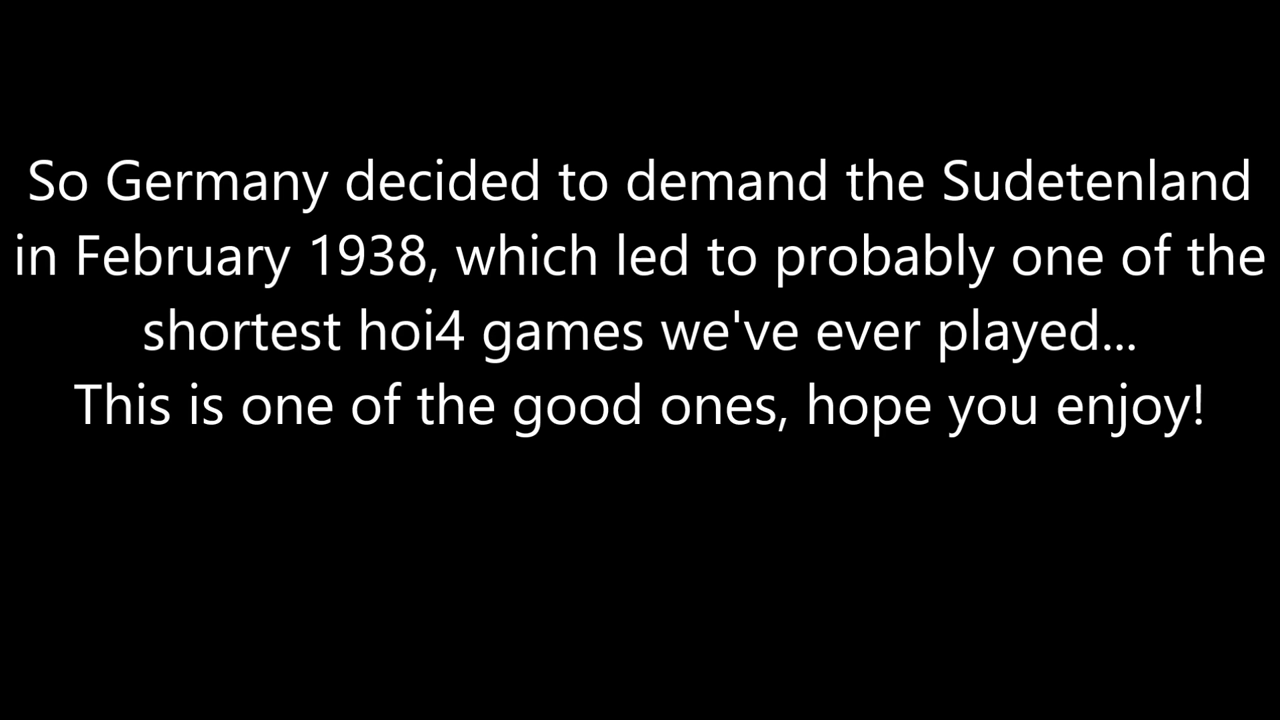 So Germany decided to demand the Sudetenland
in February 1938, which led to probably one of the
shortest hoi4 games we've ever played...
This is one of the good ones, hope you enjoy!